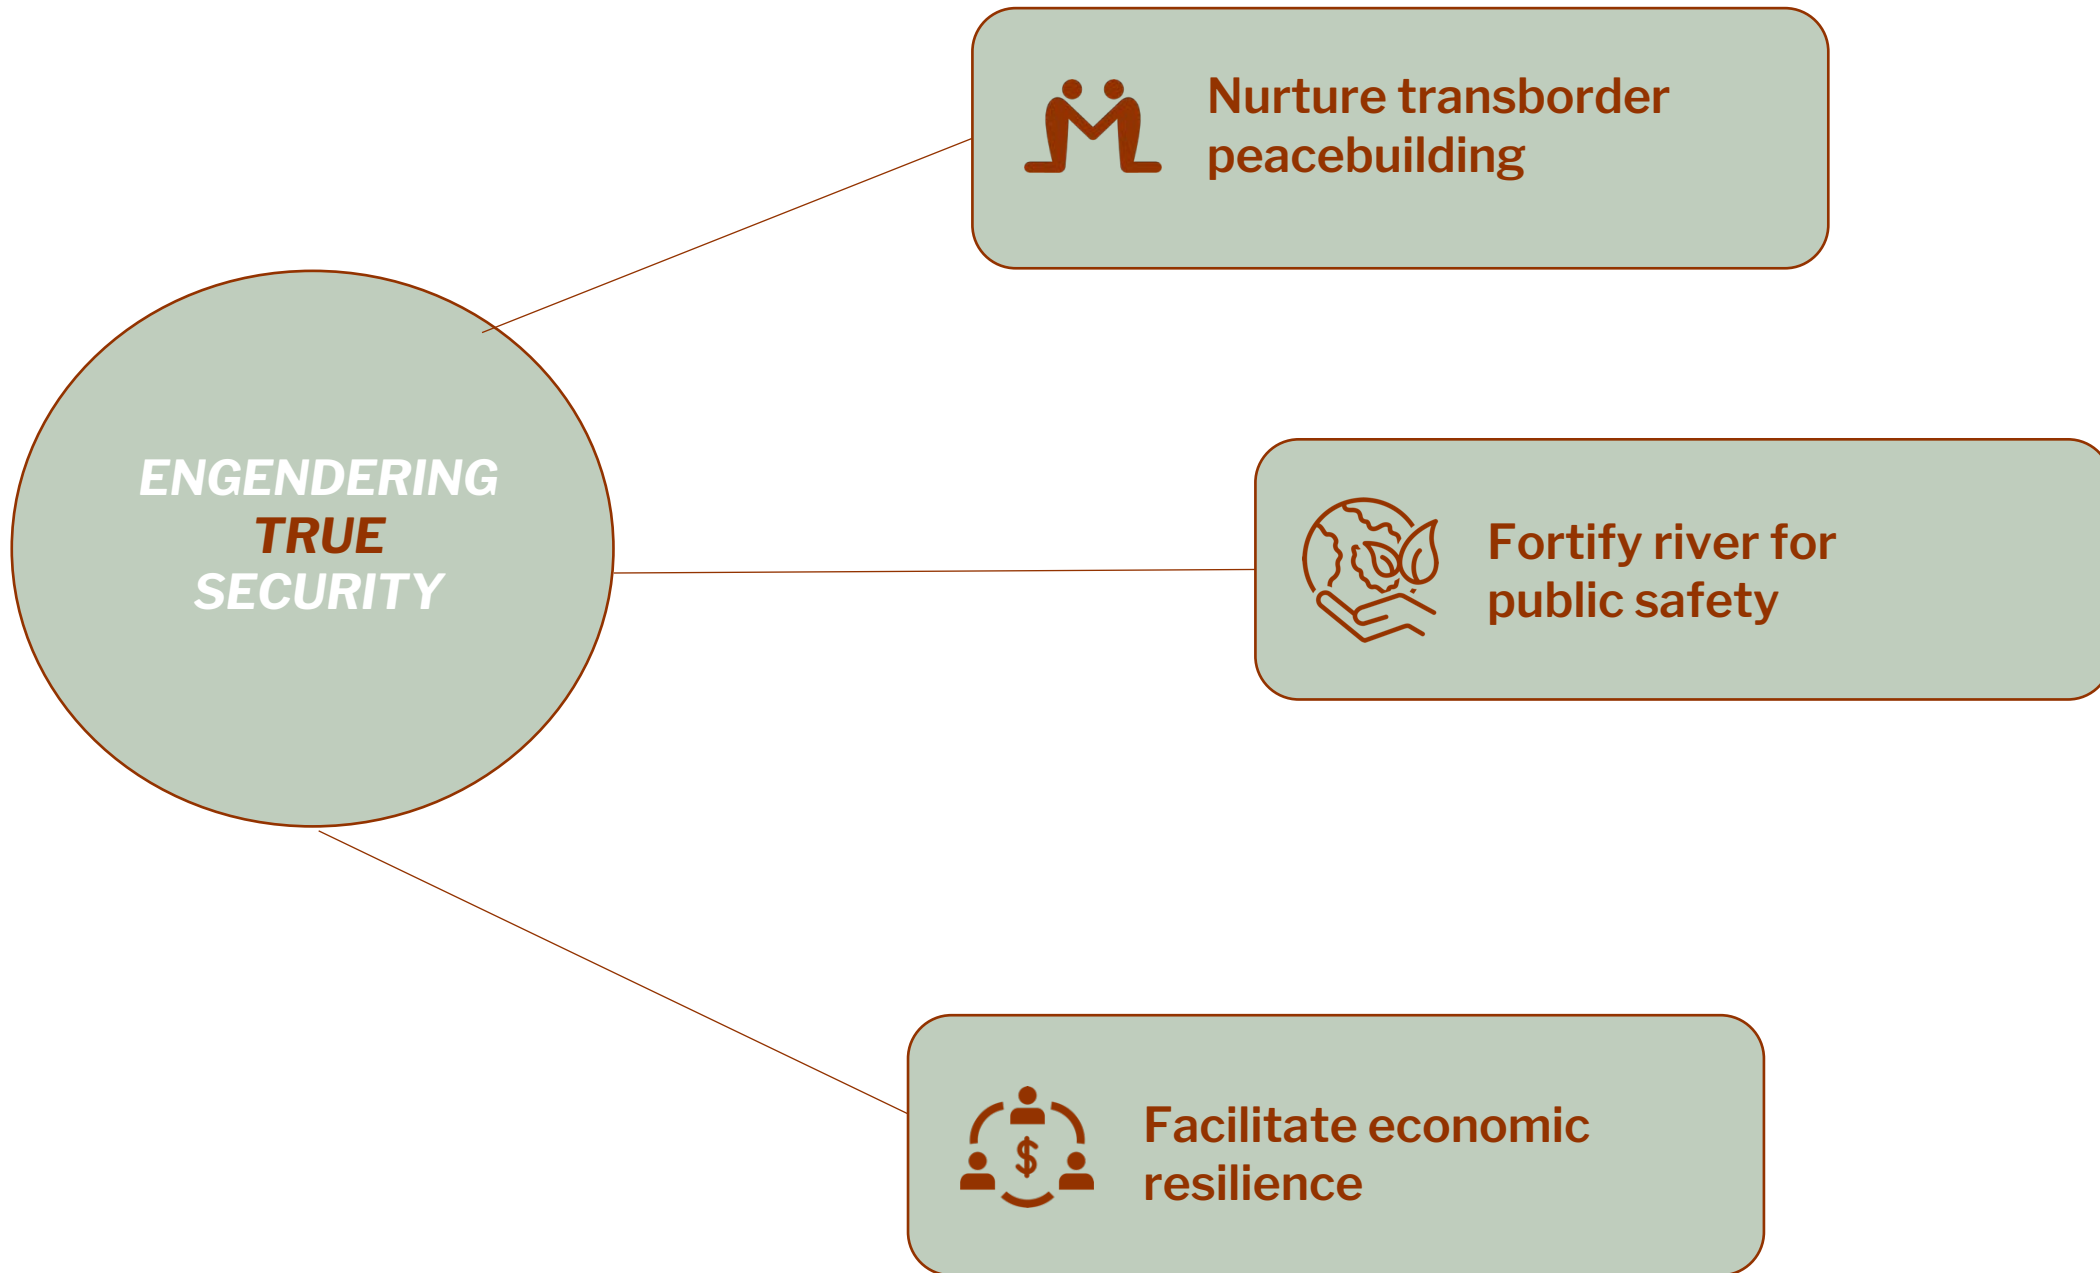 Nurture transborder
peacebuilding
ENGENDERING
TRUE
SECURITY
Fortify river for
public safety
Facilitate economic
resilience